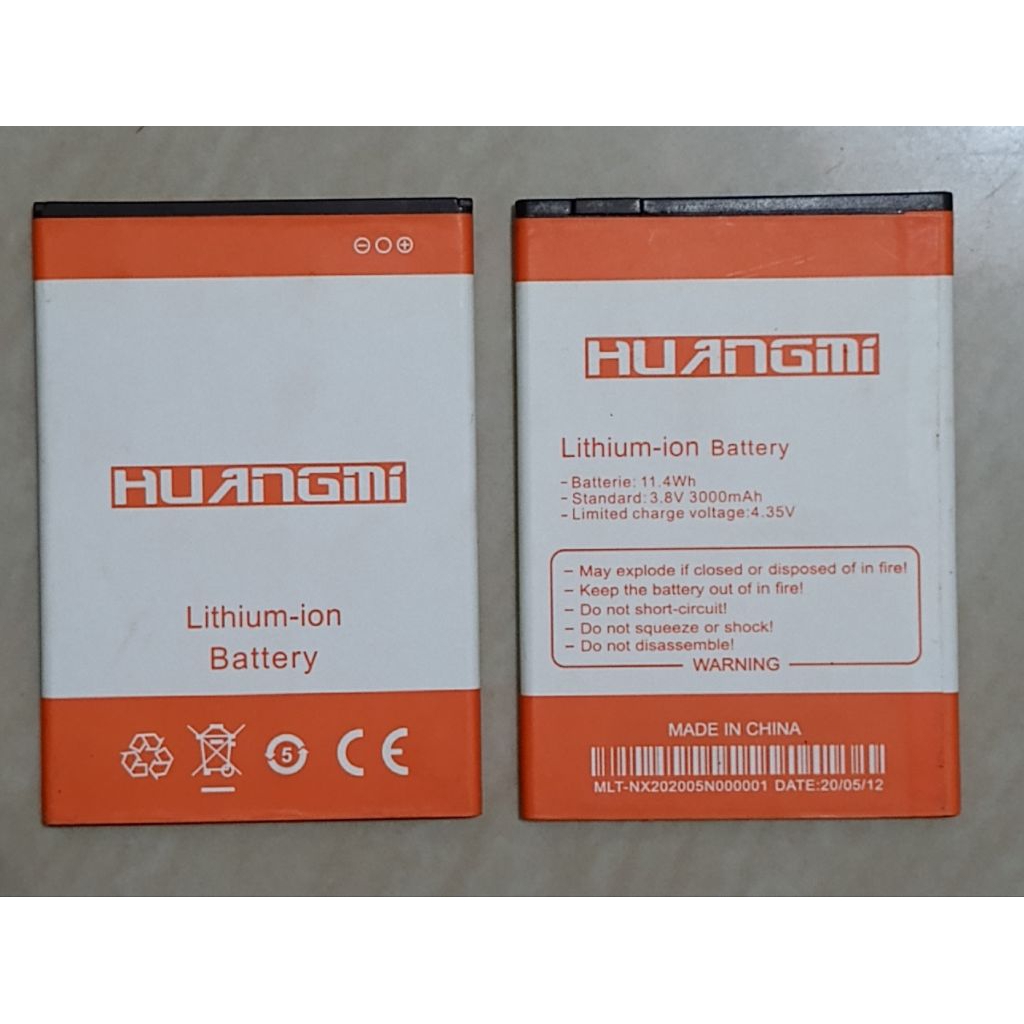 HUANGMi
Lithium-ion
Battery
5
CE
HUANGMi
Lithium-ion Battery
- Batterie: 11.4Wh
- Standard: 3.8V 3000mAh
- Limited charge voltage:4.35V
- May explode if closed or disposed of in fire!
- Keep the battery out of in fire!
- Do not short-circuit!
- Do not squeeze or shock!
- Do not disassemble!
WARNING
MADE IN CHINA
MLT-NX202005N000001 DATE:20/05/12